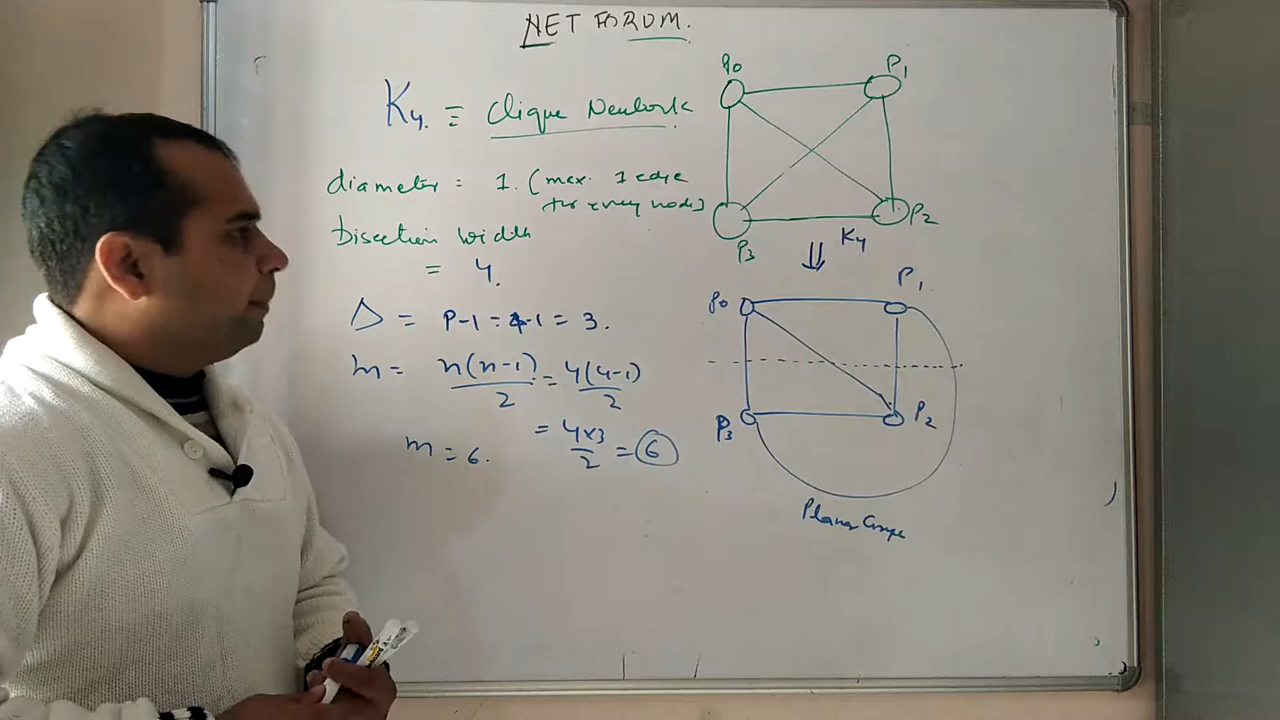 NET FORUM.
K4. ≡ Clique Network
diameter = 1. (max. 1 edge
for every node)
Bisection width
= 4.
Δ = P-1 = 4-1 = 3.
m = n(n-1)/2 = 4(4-1)/2
= 4×3/2 = 6
m = 6.
P0 P1
P3 P2
K4
⇓
P0 P1
P3 P2
Planar Graph